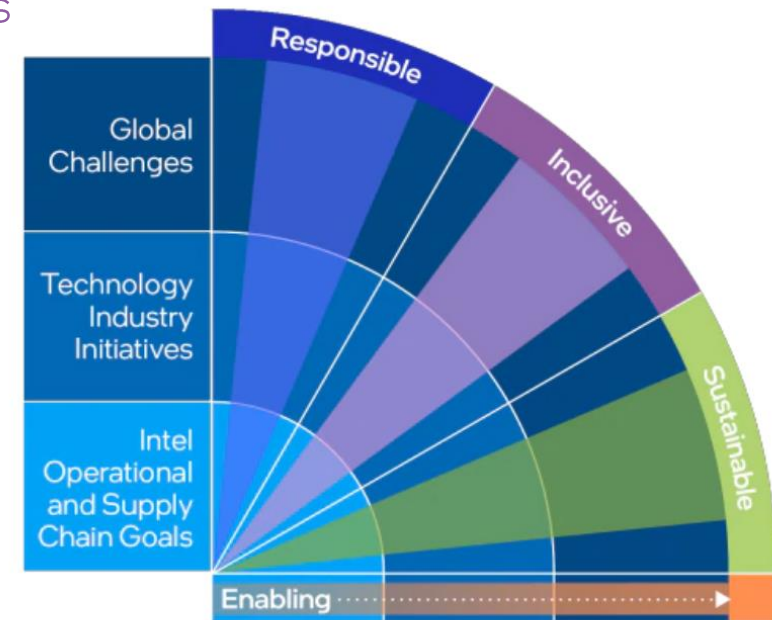 s
Responsible
Global
Challenges
Inclusive
Technology
Industry
Initiatives
Sustainable
Intel
Operational
and Supply
Chain Goals
Enabling